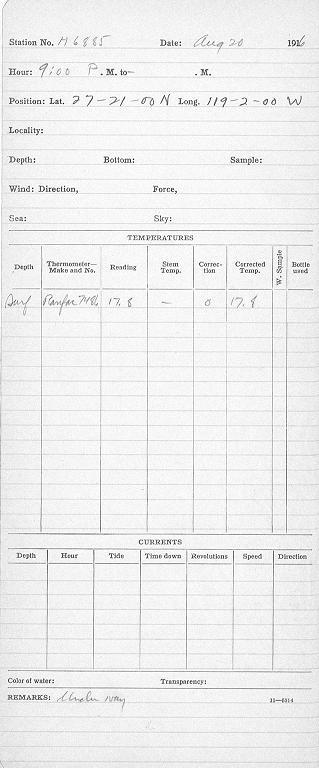 Station No. H6885 Date: Aug 20 1916
Hour: 9:00 P. M. to — . M.
Position: Lat. 27-21-00 N Long. 119-2-00 W
Locality:
Depth: Bottom: Sample:
Wind: Direction, Force,
Sea: Sky:
TEMPERATURES
Depth Thermometer—Make and No. Reading Stem Temp. Correction Corrected Temp. W. Sample Bottle used
Surf 17.8 — 0 17.8
CURRENTS
Depth Hour Tide Time down Revolutions Speed Direction
Color of water: Transparency:
REMARKS: Under way
11—6314